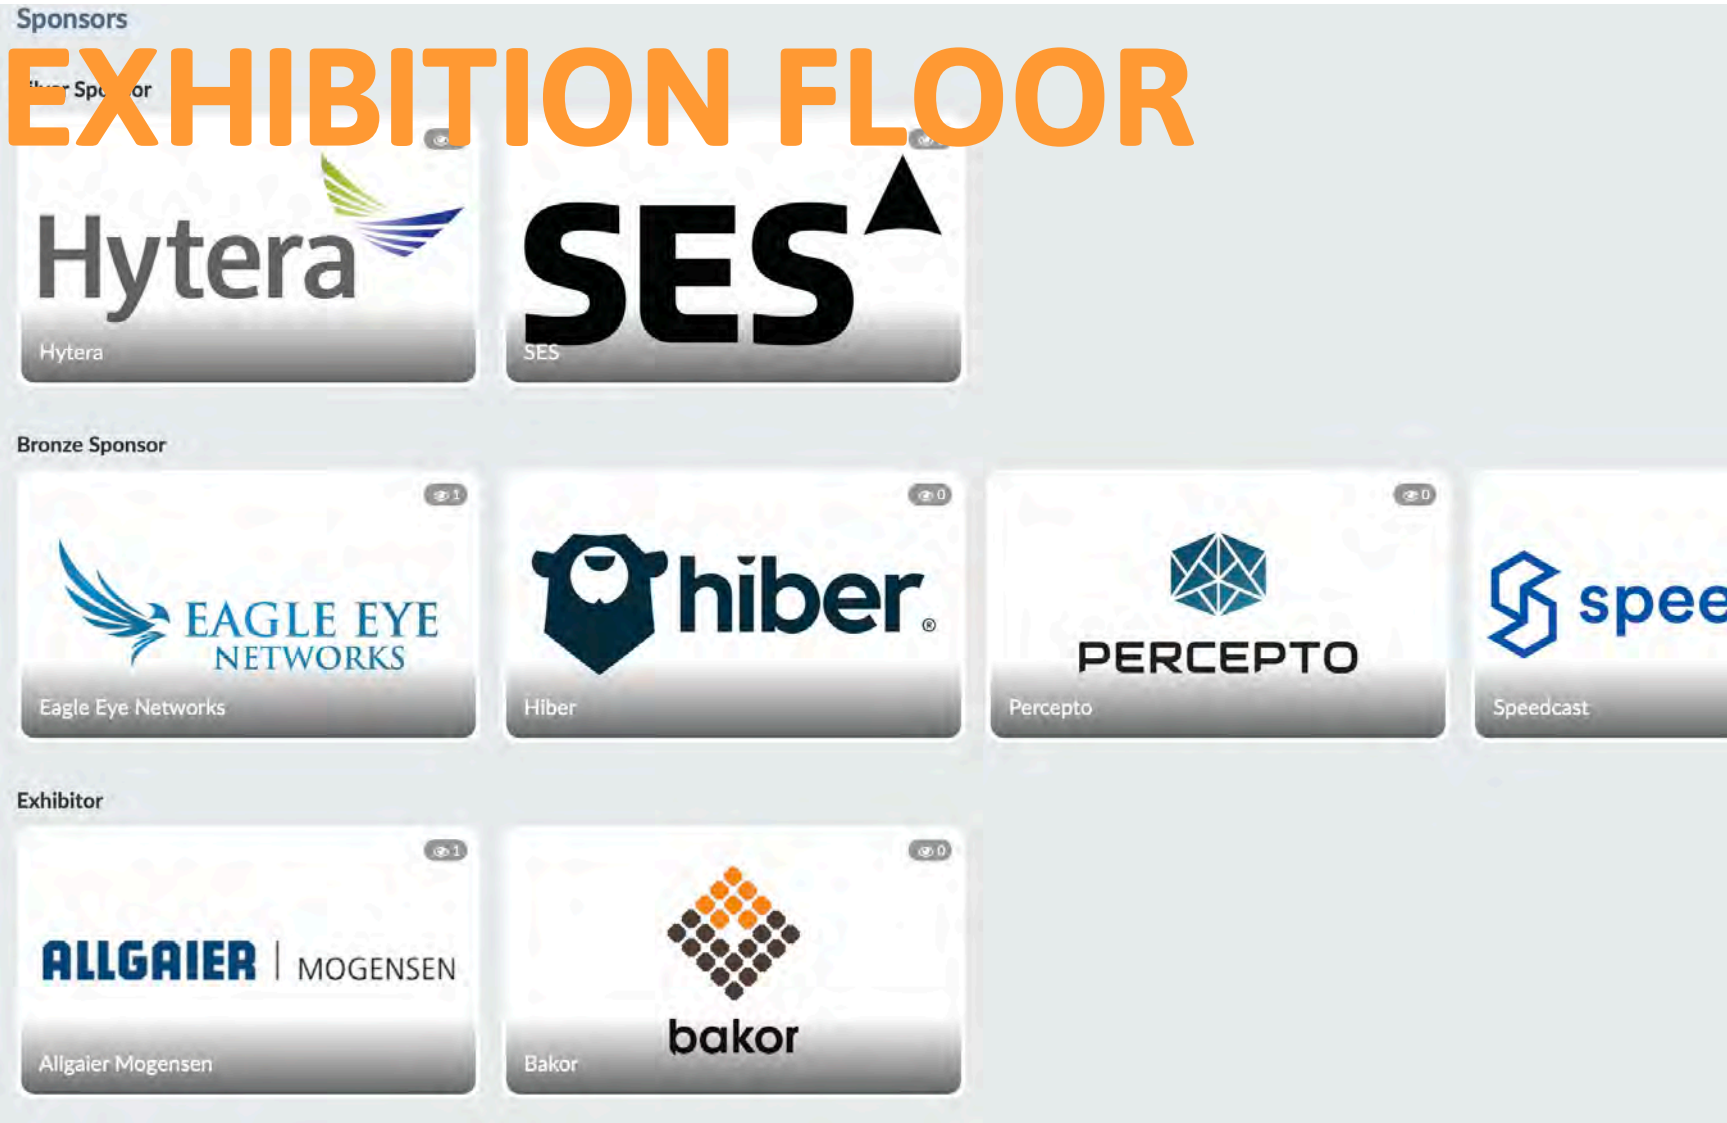 Sponsors
EXHIBITION FLOOR
Sponsor
Hytera
Hytera
SES
SES
Bronze Sponsor
1
EAGLE EYE
NETWORKS
Eagle Eye Networks
0
hiber®
Hiber
0
PERCEPTO
Percepto
spee
Speedcast
Exhibitor
1
ALLGAIER | MOGENSEN
Allgaier Mogensen
0
bakor
Bakor